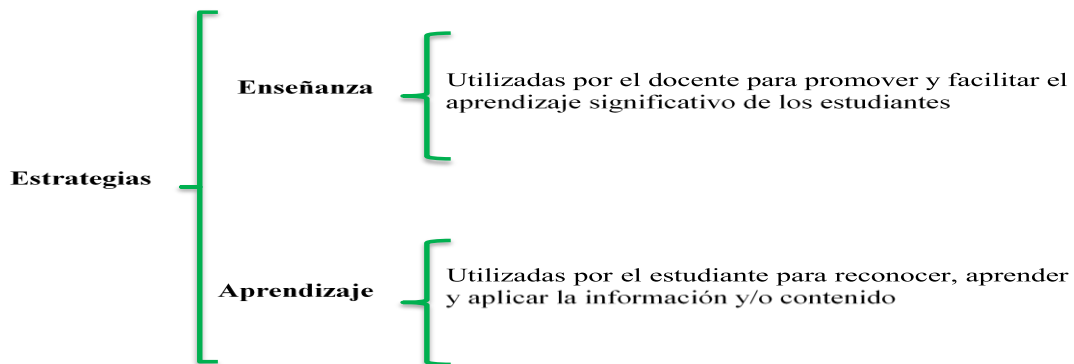 Estrategias
Enseñanza
Utilizadas por el docente para promover y facilitar el
aprendizaje significativo de los estudiantes
Aprendizaje
Utilizadas por el estudiante para reconocer, aprender
y aplicar la información y/o contenido